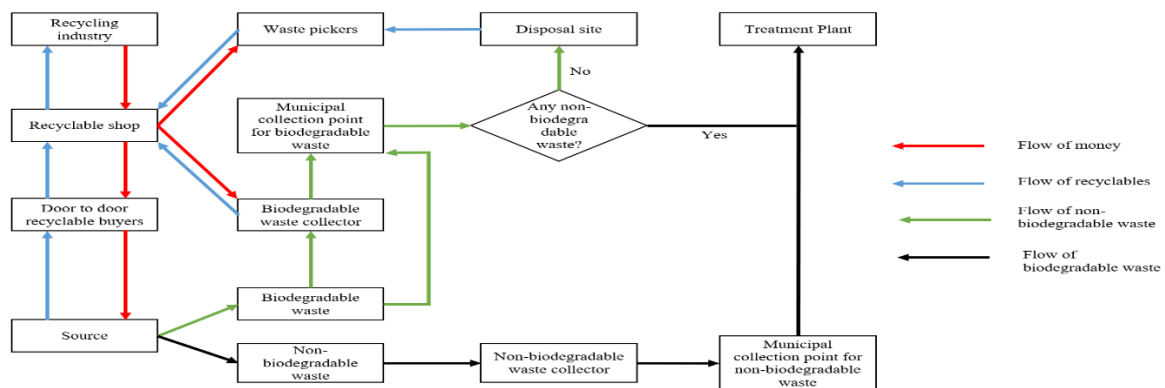 Recycling
industry
Waste pickers
Disposal site
Treatment Plant
No
Municipal
collection point
for biodegradable
waste
Any non-
biodegra
dable
waste?
Recyclable shop
Yes
Flow of money
Flow of recyclables
Door to door
recyclable buyers
Biodegradable
waste collector
Flow of non-
biodegradable waste
Flow of
biodegradable waste
Biodegradable
waste
Source
Non-
biodegradable
waste
Non-biodegradable
waste collector
Municipal
collection point for
non-biodegradable
waste